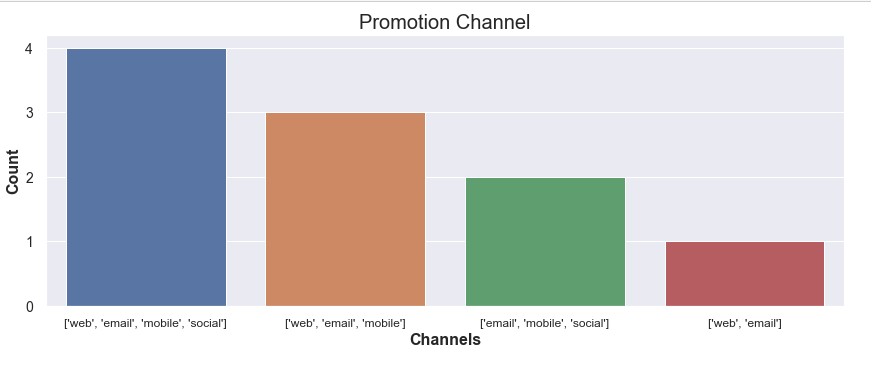 Promotion Channel
4
3
2
1
0
Count
['web', 'email', 'mobile', 'social']
['web', 'email', 'mobile']
['email', 'mobile', 'social']
['web', 'email']
Channels